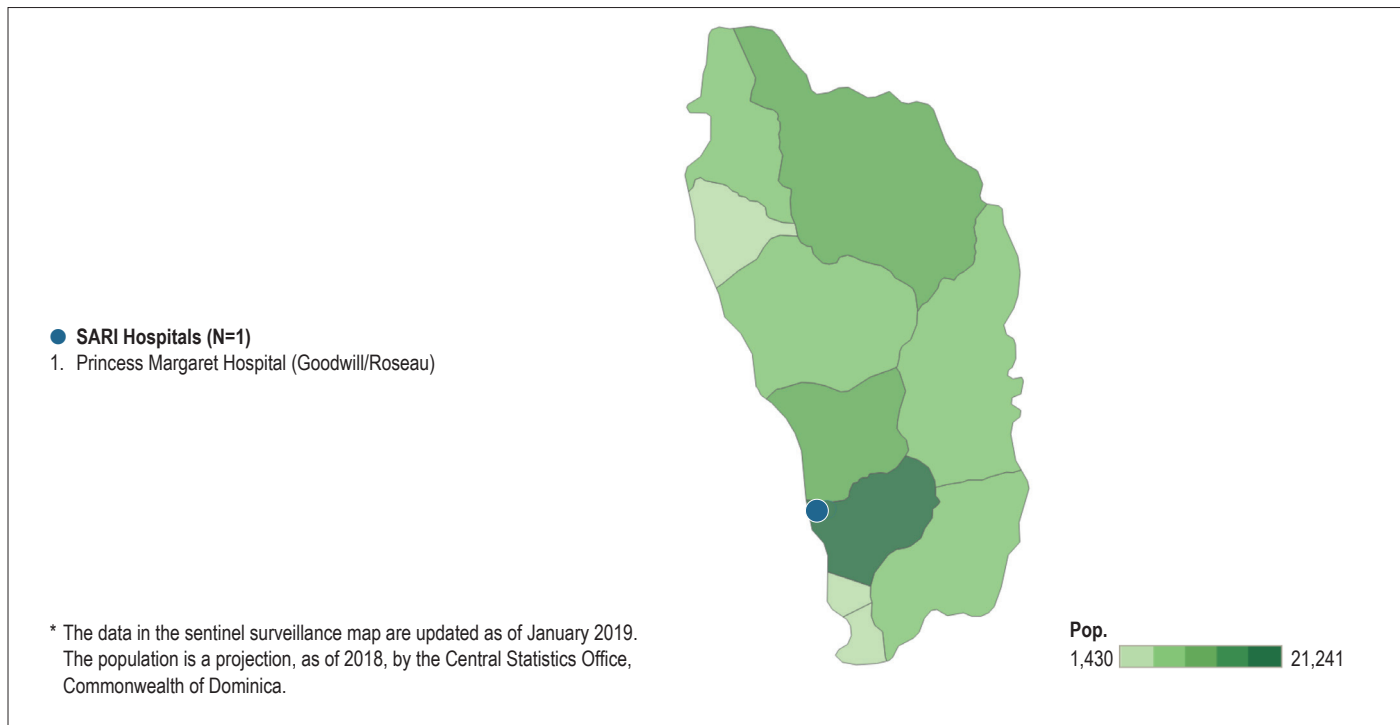 SARI Hospitals (N=1)
1. Princess Margaret Hospital (Goodwill/Roseau)
* The data in the sentinel surveillance map are updated as of January 2019.
The population is a projection, as of 2018, by the Central Statistics Office,
Commonwealth of Dominica.
Pop.
1,430 21,241